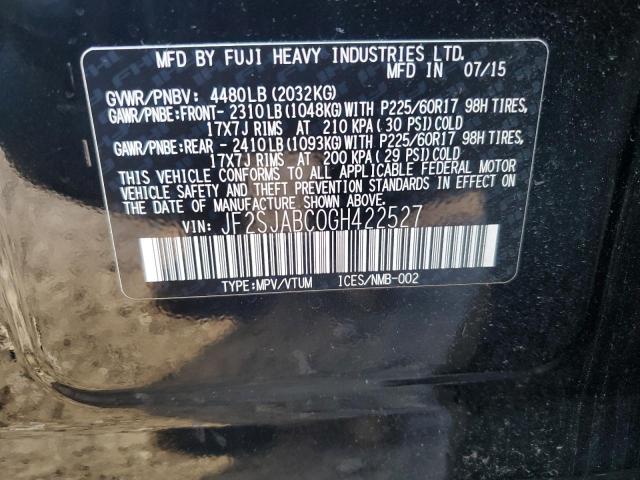 MFD BY FUJI HEAVY INDUSTRIES LTD.
MFD IN 07/15
GVWR/PNBV: 4480LB (2032KG)
GAWR/PNBE:FRONT- 2310LB (1048KG) WITH P225/60R17 98H TIRES,
17X7J RIMS AT 210 KPA ( 30 PSI) COLD
GAWR/PNBE:REAR - 2410LB (1093KG) WITH P225/60R17 98H TIRES,
17X7J RIMS AT 200 KPA ( 29 PSI) COLD
THIS VEHICLE CONFORMS TO ALL APPLICABLE FEDERAL MOTOR
VEHICLE SAFETY AND THEFT PREVENTION STANDARDS IN EFFECT
ON THE DATE OF MANUFACTURE SHOWN ABOVE.
VIN: JF2SJABC0GH422527
TYPE:MPV/VTUM ICES/NMB-002